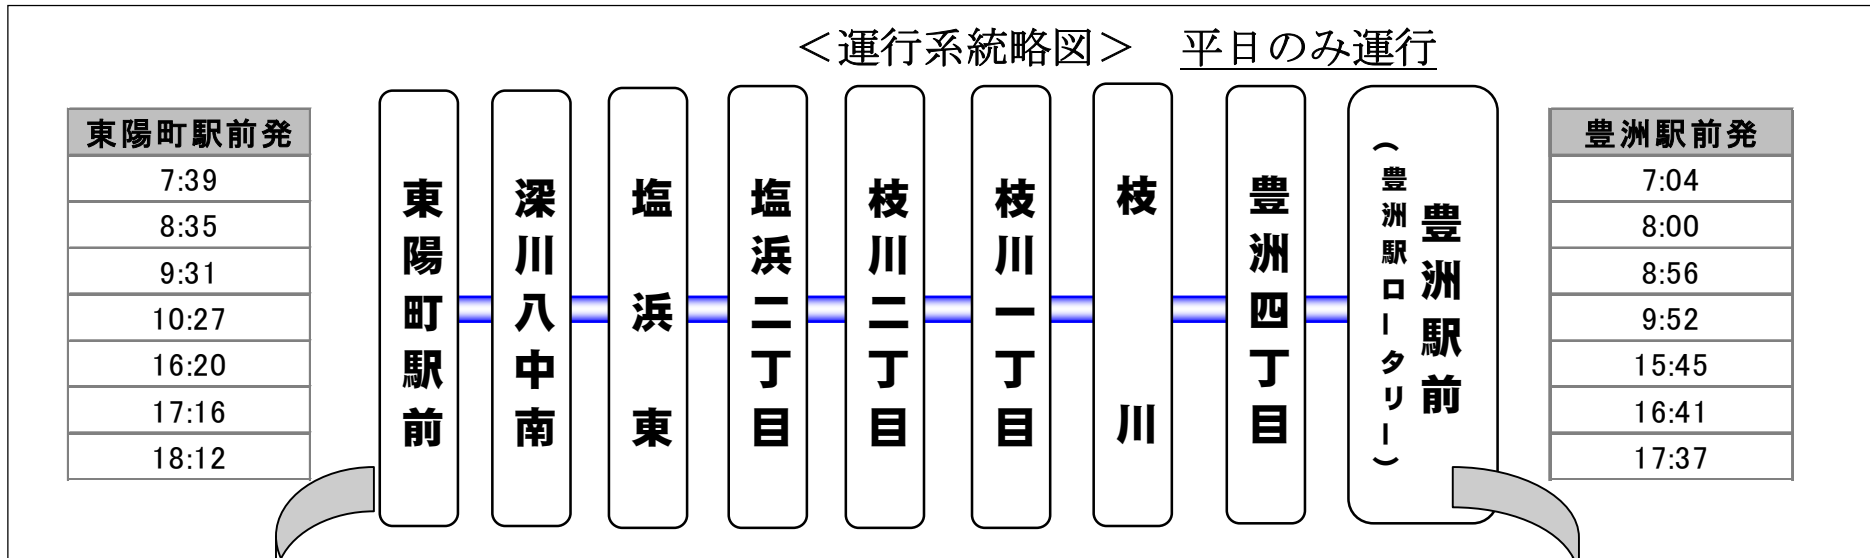 <運行系統略図> 平日のみ運行
東陽町駅前発
7:39
8:35
9:31
10:27
16:20
17:16
18:12
東陽町駅前
深川八中南
塩浜東
塩浜二丁目
枝川二丁目
枝川一丁目
枝川
豊洲四丁目
豊洲駅前
(豊洲駅ロータリー)
豊洲駅前発
7:04
8:00
8:56
9:52
15:45
16:41
17:37